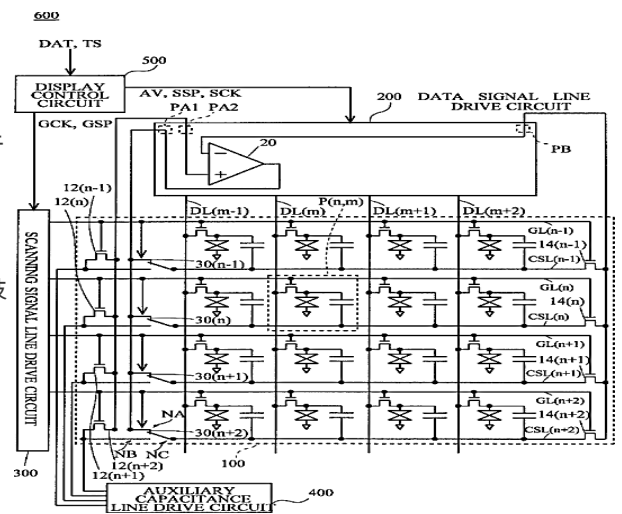 600
DAT, TS
500
DISPLAY
CONTROL
CIRCUIT
AV, SSP, SCK
PA1 PA2
200 DATA SIGNAL LINE
DRIVE CIRCUIT
GCK, GSP
20
PB
12(n-1)
12(n)
P(n,m)
DL(m-1)
DL(m)
DL(m+1)
DL(m+2)
GL(n-1)
14(n-1)
30(n-1)
CSL(n-1)
GL(n)
14(n)
30(n)
CSL(n)
GL(n+1)
14(n+1)
30(n+1)
CSL(n+1)
GL(n+2)
14(n+2)
NA
30(n+2)
CSL(n+2)
SCANNING SIGNAL LINE DRIVE CIRCUIT
300
NB NC
12(n+2)
12(n+1)
100
AUXILIARY
CAPACITANCE
LINE DRIVE CIRCUIT
400